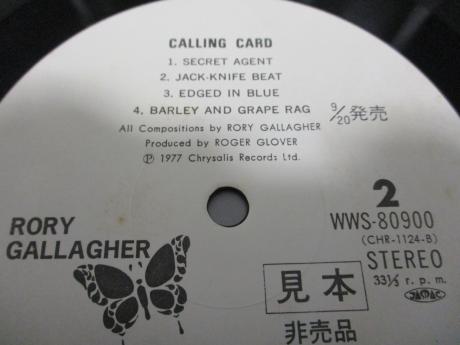 CALLING CARD
1. SECRET AGENT
2. JACK-KNIFE BEAT
3. EDGED IN BLUE
4. BARLEY AND GRAPE RAG
9/20発売
All Compositions by RORY GALLAGHER
Produced by ROGER GLOVER
Ⓟ 1977 Chrysalis Records Ltd.
RORY
GALLAGHER
2
WWS-80900
(CHR-1124-B)
STEREO
33⅓ r. p. m.
JASRAC
見本
非売品